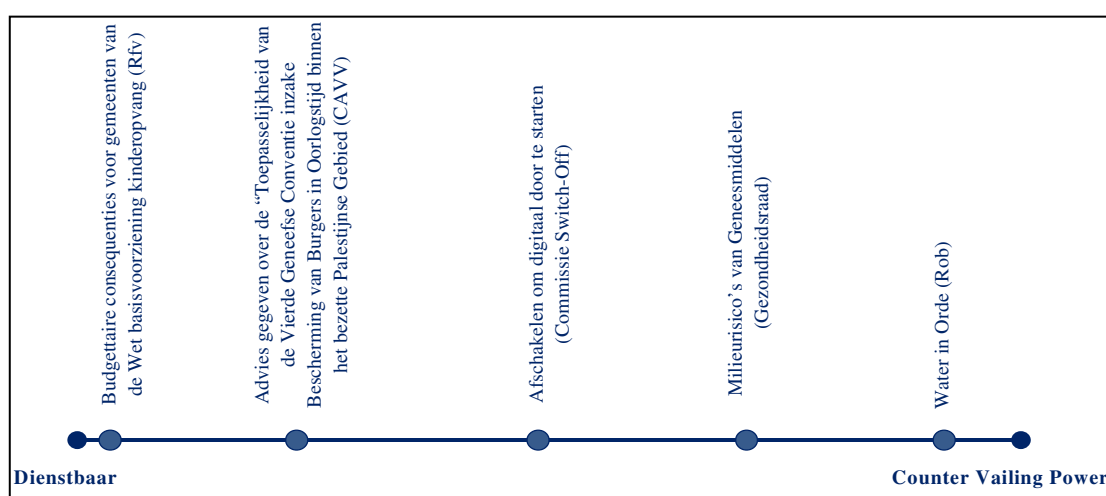 Budgettaire consequenties voor gemeenten van
de Wet basisvoorziening kinderopvang (Rfv)
Advies gegeven over de “Toepasselijkheid van
de Vierde Geneefse Conventie inzake
Bescherming van Burgers in Oorlogstijd binnen
het bezette Palestijnse Gebied (CAVV)
Afschakelen om digitaal door te starten
(Commissie Switch-Off)
Milieurisico’s van Geneesmiddelen
(Gezondheidsraad)
Water in Orde (Rob)
Dienstbaar
Counter Vailing Power